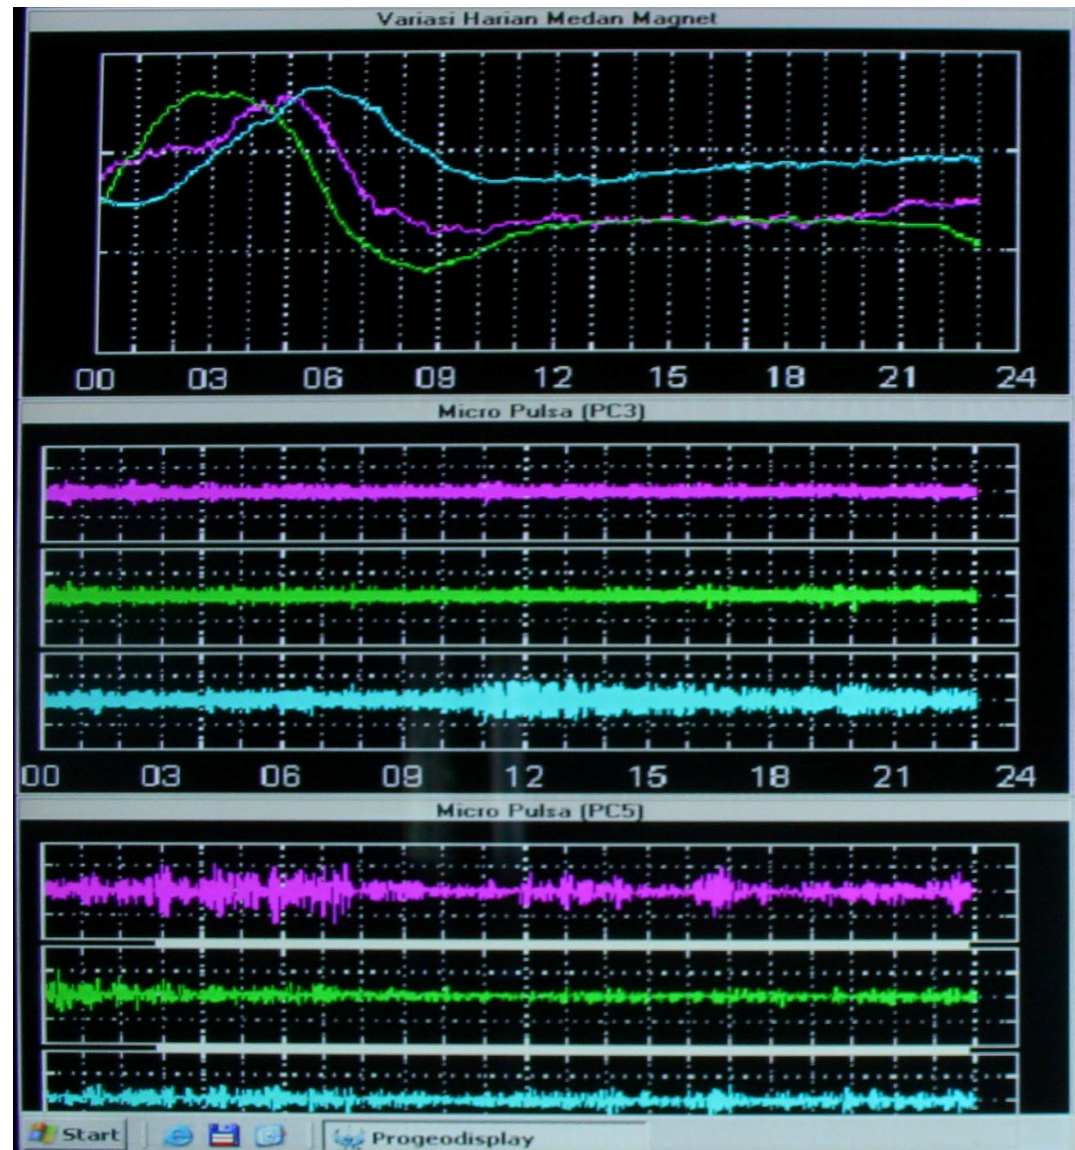 Variasi Harian Medan Magnet
00 03 06 09 12 15 18 21 24
Micro Pulsa (PC3)
00 03 06 09 12 15 18 21 24
Micro Pulsa (PC5)
Start Progeodisplay